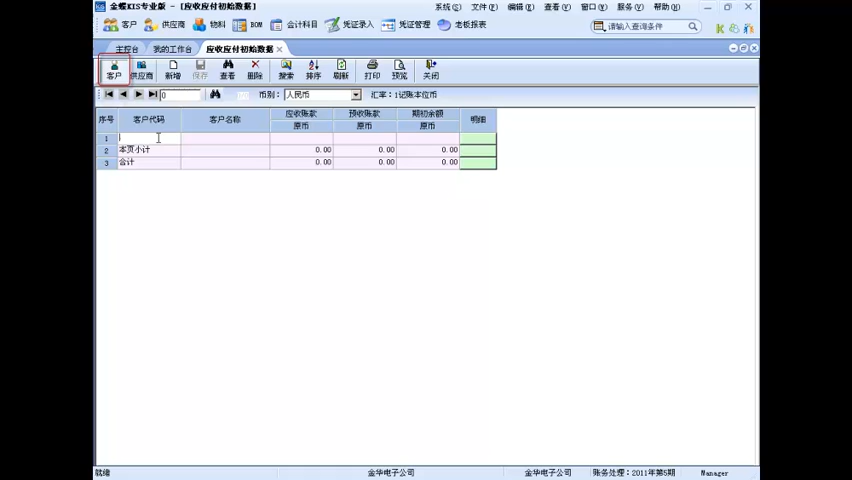 金蝶KIS专业版 - [应收应付初始数据]
系统(S) 文件(F) 编辑(E) 查看(V) 窗口(W) 服务(V) 帮助(H)
客户 供应商 物料 BOM 会计科目 凭证录入 凭证管理 老板报表 请输入查询条件
主控台 我的工作台 应收应付初始数据
客户 供应商 新增 保存 查看 删除 搜索 排序 刷新 打印 预览 关闭
0 币别: 人民币 汇率: 1记账本位币
序号 客户代码 客户名称 应收账款 预收账款 期初余额 明细
原币 原币 原币
1
2 本页小计 0.00 0.00 0.00
3 合计 0.00 0.00 0.00
就绪 金华电子公司 金华电子公司 账务处理: 2011年第5期 Manager